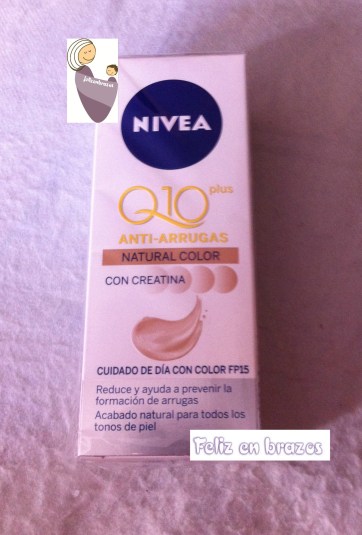 NIVEA
Q10 plus
ANTI-ARRUGAS
NATURAL COLOR
CON CREATINA
CUIDADO DE DÍA CON COLOR FP15
Reduce y ayuda a prevenir la
formación de arrugas
Acabado natural para todos los
tonos de piel
Feliz en brazos